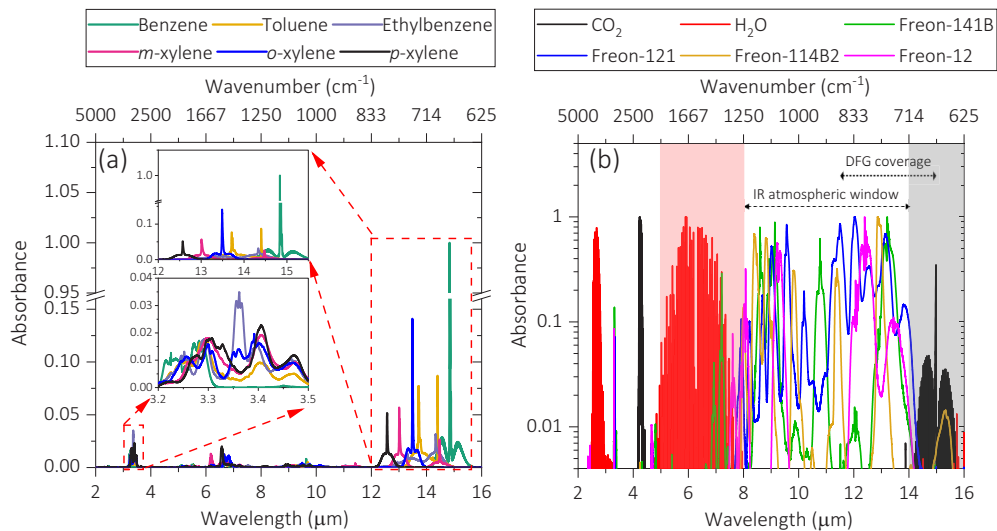 Benzene Toluene Ethylbenzene
m-xylene o-xylene p-xylene
Wavenumber (cm⁻¹)
5000 2500 1667 1250 1000 833 714 625
(a)
Absorbance
1.10
1.05
1.00
0.95
0.15
0.10
0.05
0.00
1.0
0.1
0.0
12 13 14 15
0.04
0.03
0.02
0.01
0.00
3.2 3.3 3.4 3.5
2 4 6 8 10 12 14 16
Wavelength (μm)
CO₂ H₂O Freon-141B
Freon-121 Freon-114B2 Freon-12
Wavenumber (cm⁻¹)
5000 2500 1667 1250 1000 833 714 625
(b)
DFG coverage
IR atmospheric window
Absorbance
1
0.1
0.01
2 4 6 8 10 12 14 16
Wavelength (μm)